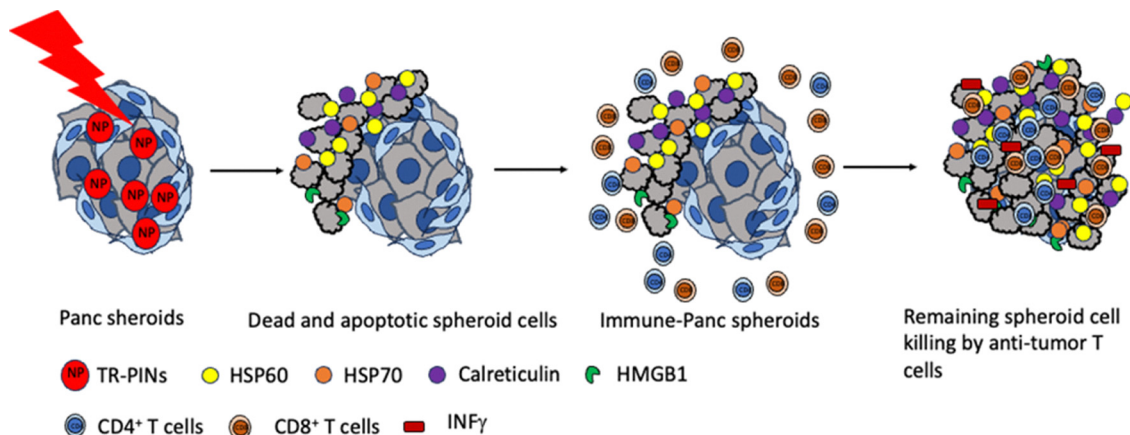 NP
NP
NP
NP
NP
NP
Panc sheroids
Dead and apoptotic spheroid cells
Immune-Panc spheroids
Remaining spheroid cell
killing by anti-tumor T
cells
NP TR-PINs HSP60 HSP70 Calreticulin HMGB1
CD4⁺ T cells CD8⁺ T cells INFγ